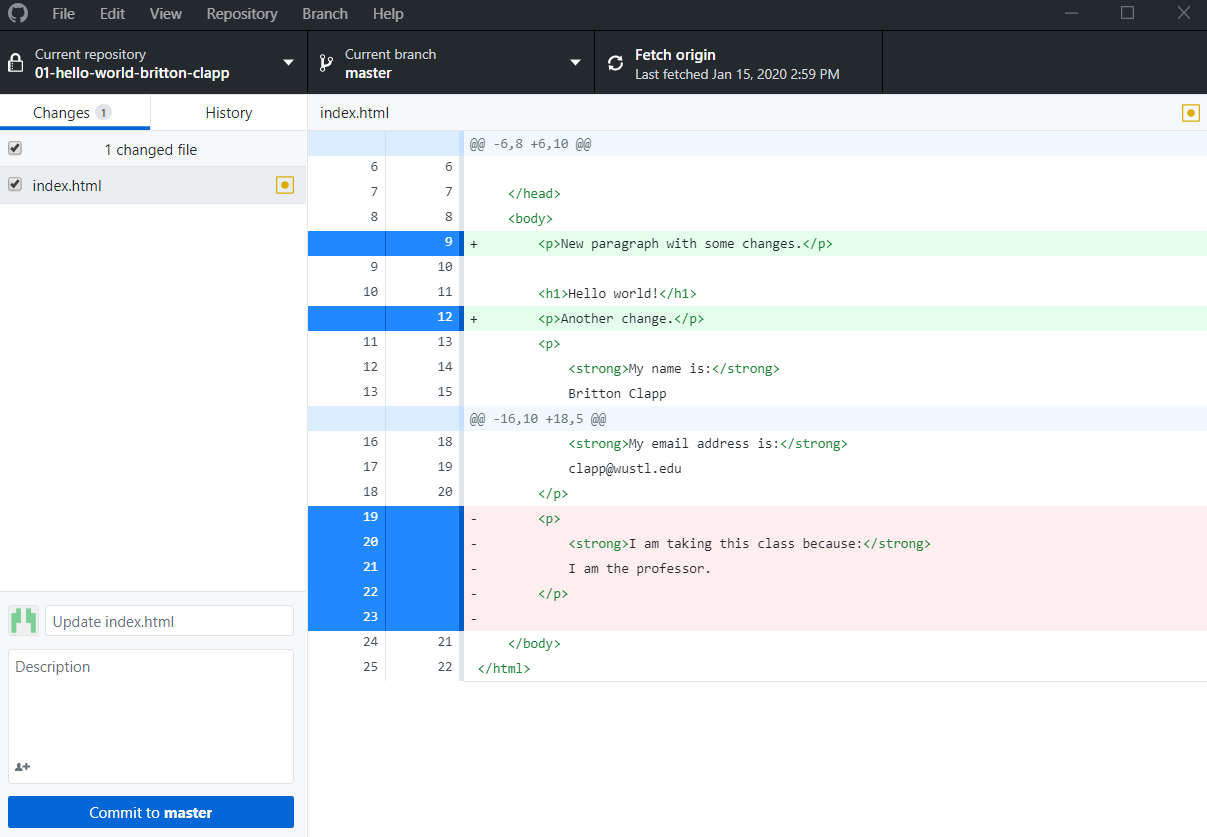 File Edit View Repository Branch Help
Current repository
01-hello-world-britton-clapp
Current branch
master
Fetch origin
Last fetched Jan 15, 2020 2:59 PM
Changes 1 History
1 changed file
index.html
Update index.html
Description
Commit to master
index.html
@@ -6,8 +6,10 @@
6 6
7 7 </head>
8 8 <body>
9 + <p>New paragraph with some changes.</p>
9 10
10 11 <h1>Hello world!</h1>
12 + <p>Another change.</p>
11 13 <p>
12 14 <strong>My name is:</strong>
13 15 Britton Clapp
@@ -16,10 +18,5 @@
16 18 <strong>My email address is:</strong>
17 19 clapp@wustl.edu
18 20 </p>
19 - <p>
20 - <strong>I am taking this class because:</strong>
21 - I am the professor.
22 - </p>
23 -
24 21 </body>
25 22 </html>